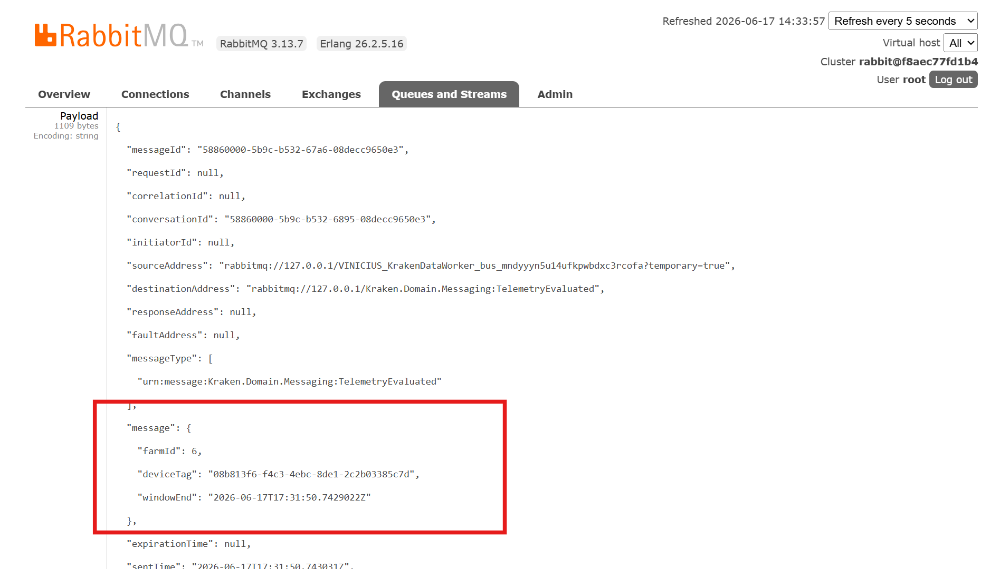 Refreshed 2026-06-17 14:33:57 Refresh every 5 seconds
RabbitMQ TM RabbitMQ 3.13.7 Erlang 26.2.5.16
Virtual host All
Cluster rabbit@f8aec77fd1b4
User root Log out
Overview Connections Channels Exchanges Queues and Streams Admin
Payload
1109 bytes
Encoding: string
{
"messageId": "58860000-5b9c-b532-67a6-08decc9650e3",
"requestId": null,
"correlationId": null,
"conversationId": "58860000-5b9c-b532-6895-08decc9650e3",
"initiatorId": null,
"sourceAddress": "rabbitmq://127.0.0.1/VINICIUS_KrakenDataWorker_bus_mndyyyn5u14ufkpwbdxc3rcofa?temporary=true",
"destinationAddress": "rabbitmq://127.0.0.1/Kraken.Domain.Messaging:TelemetryEvaluated",
"responseAddress": null,
"faultAddress": null,
"messageType": [
"urn:message:Kraken.Domain.Messaging:TelemetryEvaluated"
],
"message": {
"farmId": 6,
"deviceTag": "08b813f6-f4c3-4ebc-8de1-2c2b03385c7d",
"windowEnd": "2026-06-17T17:31:50.7429022Z"
},
"expirationTime": null,
"sentTime": "2026-06-17T17:31:50.7430317Z",